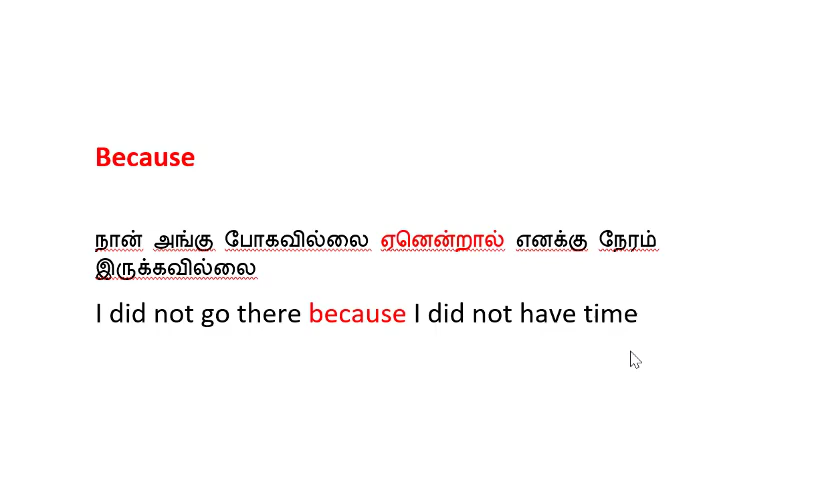 Because
நான் அங்கு போகவில்லை ஏனென்றால் எனக்கு நேரம்
இருக்கவில்லை
I did not go there because I did not have time